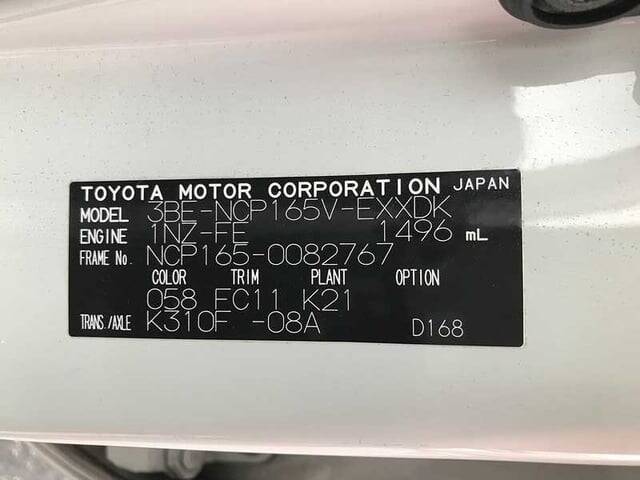 TOYOTA MOTOR CORPORATION JAPAN
MODEL 3BE-NCP165V-EXXDK
ENGINE 1NZ-FE 1496 mL
FRAME No. NCP165-0082767
COLOR TRIM PLANT OPTION
058 FC11 K21
TRANS./AXLE K310F -08A D168